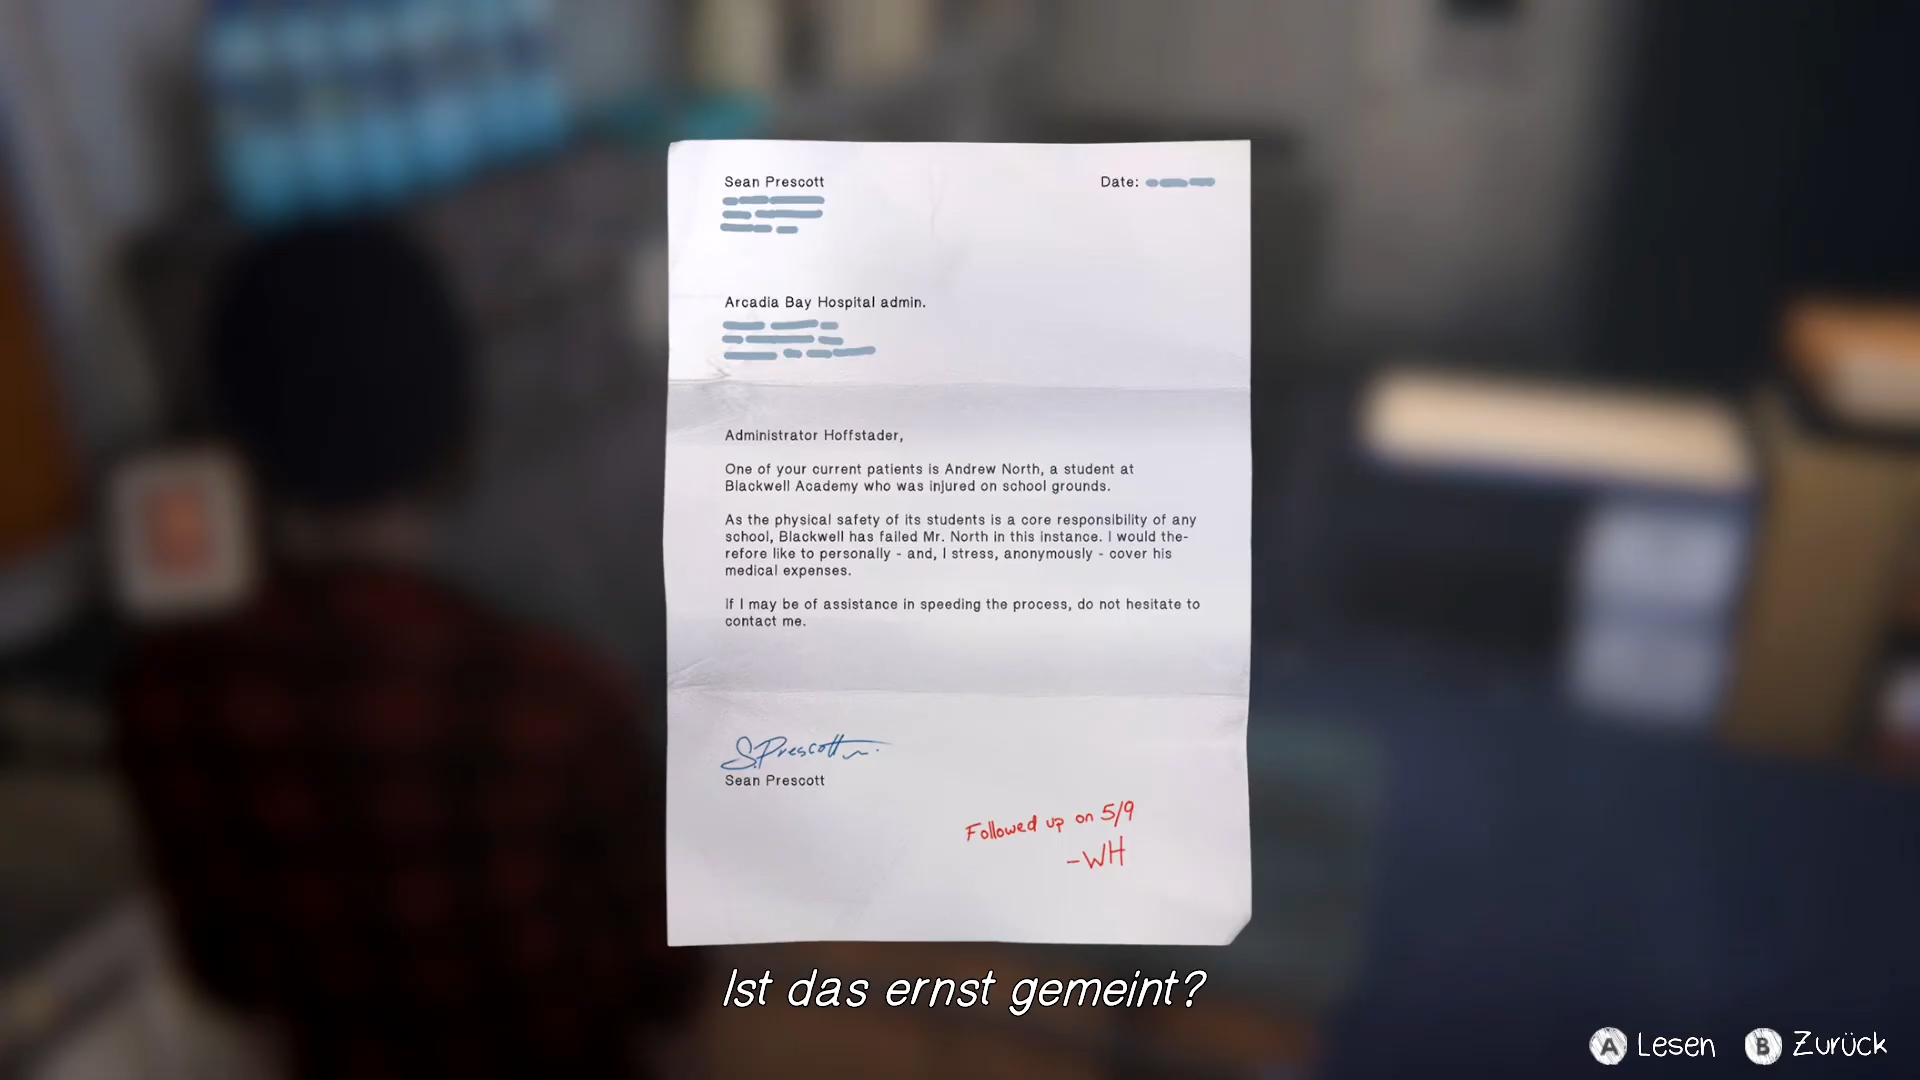 Sean Prescott
Date:
Arcadia Bay Hospital admin.
Administrator Hoffstader,
One of your current patients is Andrew North, a student at
Blackwell Academy who was injured on school grounds.
As the physical safety of its students is a core responsibility of any
school, Blackwell has failed Mr. North in this instance. I would the-
refore like to personally - and, I stress, anonymously - cover his
medical expenses.
If I may be of assistance in speeding the process, do not hesitate to
contact me.
S.Prescott
Sean Prescott
Followed up on 5/9
-WH
Ist das ernst gemeint?
A Lesen B Zurück